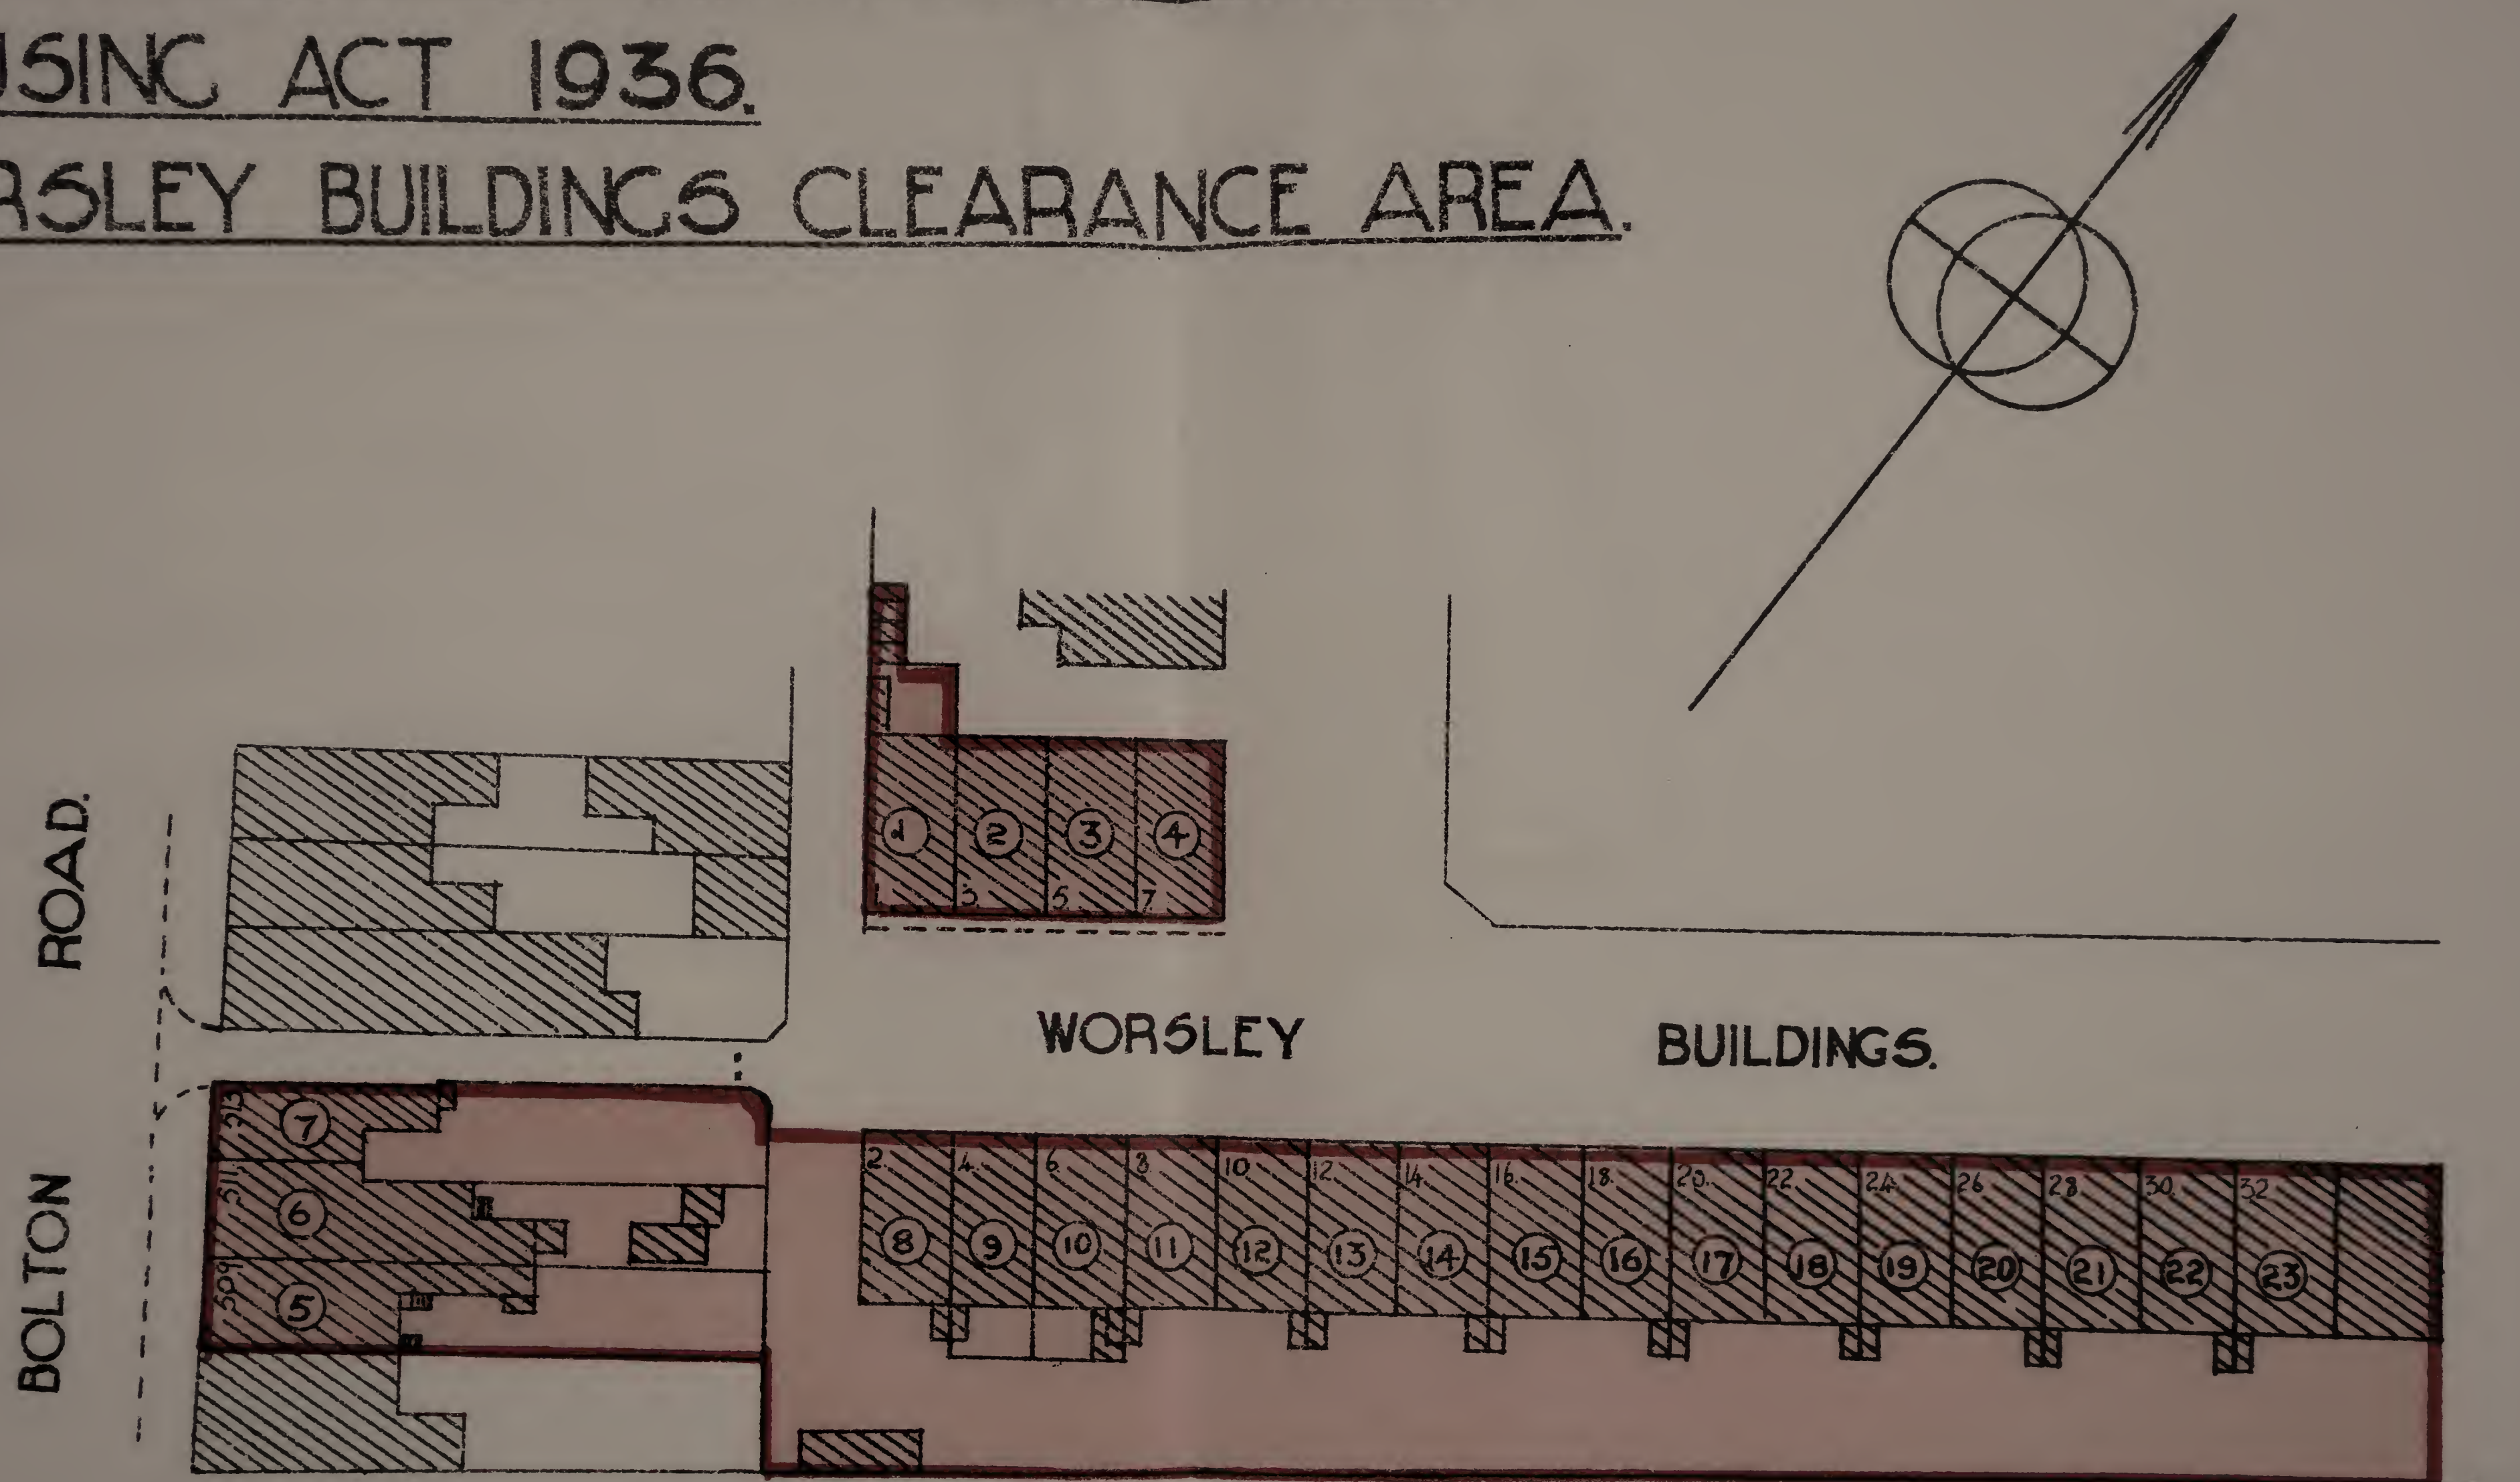 USING ACT 1936.
RSLEY BUILDINGS CLEARANCE AREA.
1 2 3 4
1 3. 5. 7.
ROAD.
WORSLEY BUILDINGS.
BOLTON
513 7
511 6
509 5
2. 4. 6. 8. 10. 12. 14. 16. 18. 20. 22. 24. 26 28. 30. 32
8 9 10 11 12 13 14 15 16 17 18 19 20 21 22 23